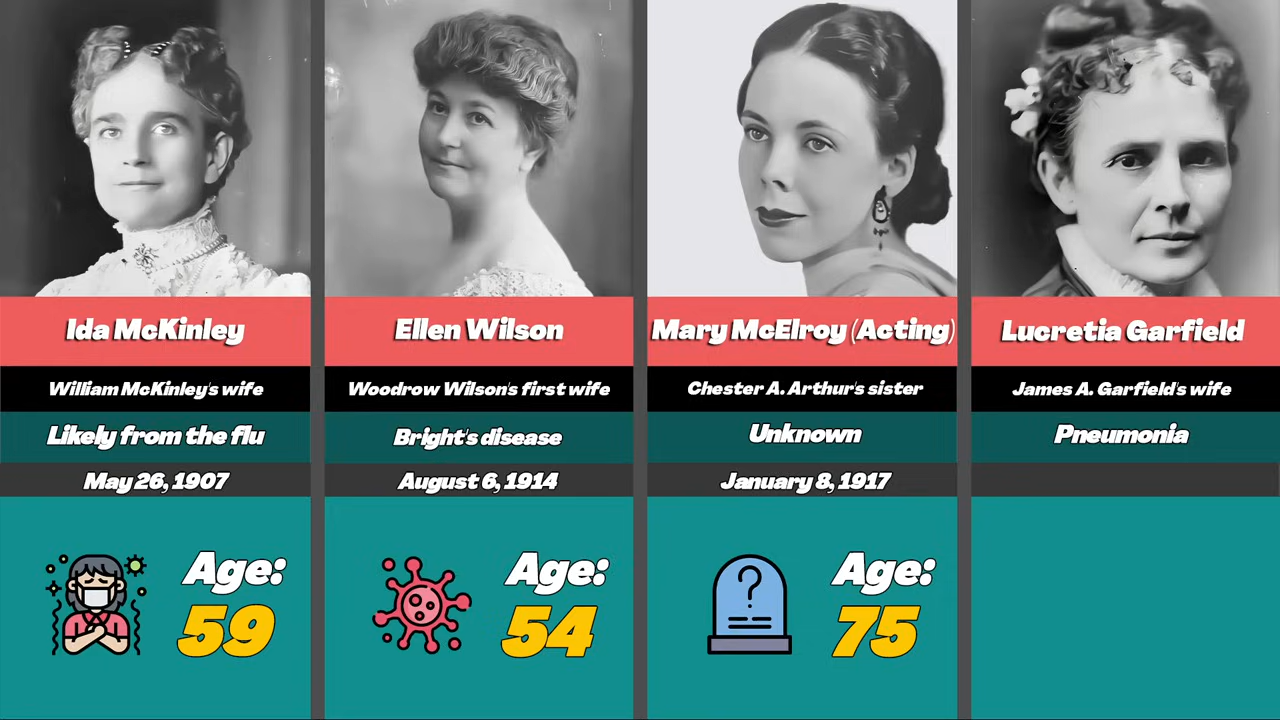 Ida McKinley
William McKinley's wife
Likely from the flu
May 26, 1907
Age:
59
Ellen Wilson
Woodrow Wilson's first wife
Bright's disease
August 6, 1914
Age:
54
Mary McElroy (Acting)
Chester A. Arthur's sister
Unknown
January 8, 1917
?
Age:
75
Lucretia Garfield
James A. Garfield's wife
Pneumonia